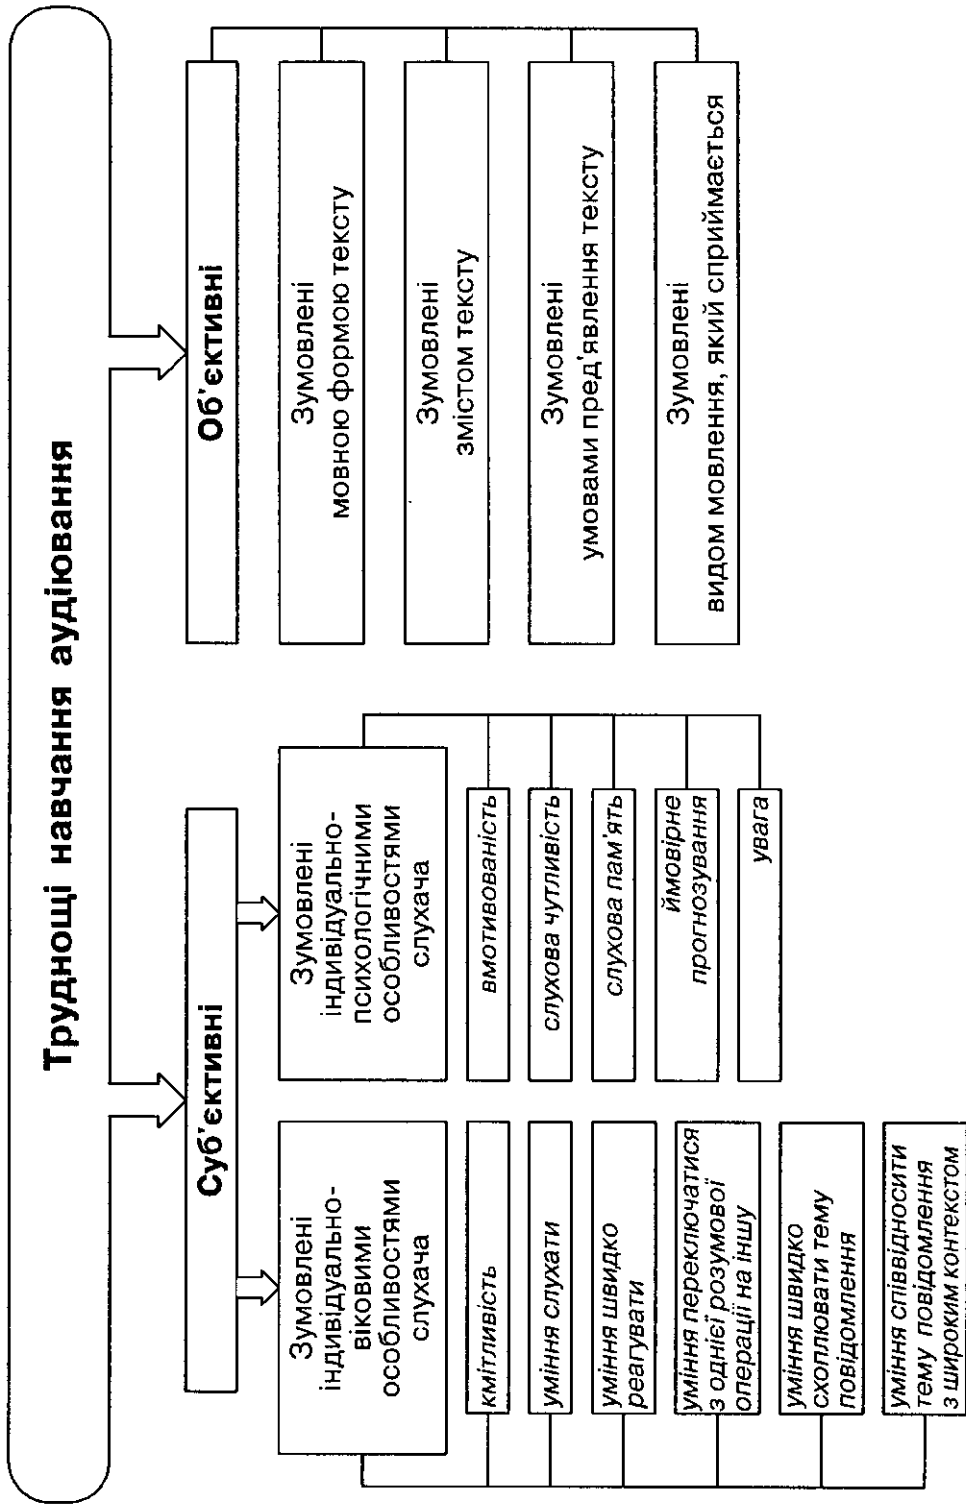 Труднощі навчання аудіювання
Суб'єктивні
Зумовлені
індивідуально-
віковими
особливостями
слухача
кмітливість
уміння слухати
уміння швидко
реагувати
уміння переключатися
з однієї розумової
операції на іншу
уміння швидко
схоплювати тему
повідомлення
уміння співвідносити
тему повідомлення
з широким контекстом
Зумовлені
індивідуально-
психологічними
особливостями
слухача
вмотивованість
слухова чутливість
слухова пам'ять
ймовірне
прогнозування
увага
Об'єктивні
Зумовлені
мовною формою тексту
Зумовлені
змістом тексту
Зумовлені
умовами пред'явлення тексту
Зумовлені
видом мовлення, який сприймається